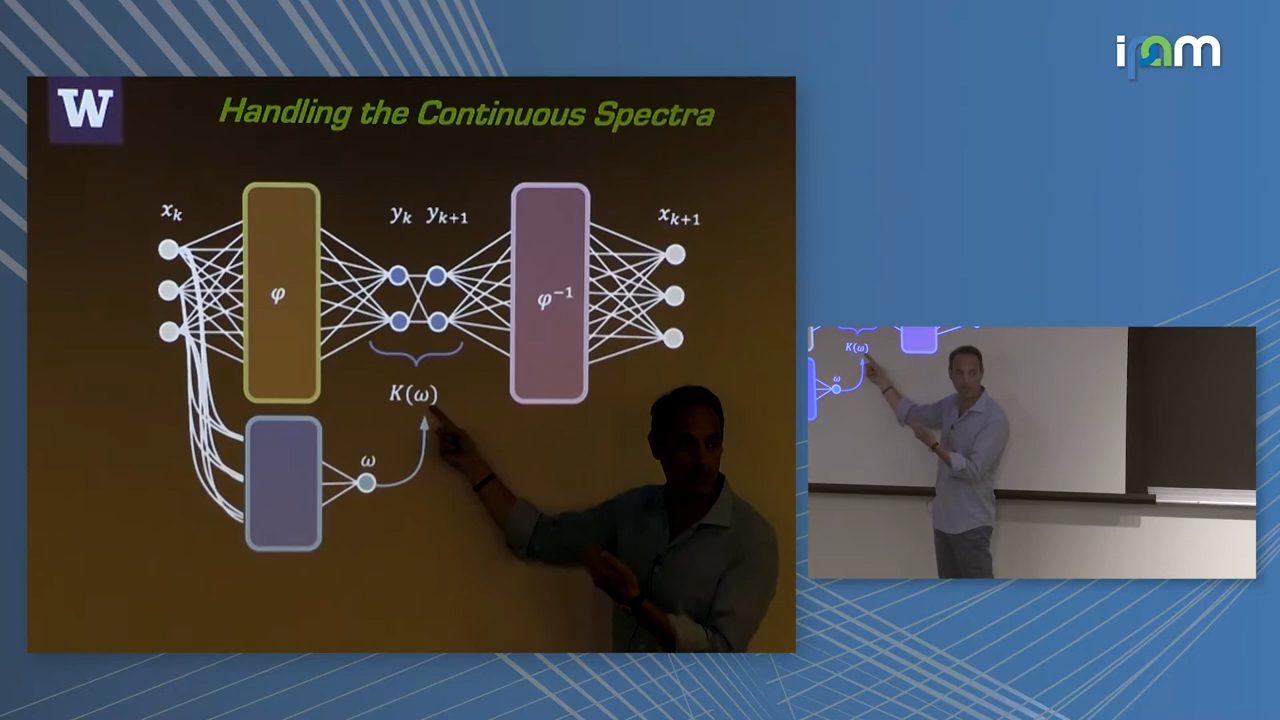 ipam
W
Handling the Continuous Spectra
x_k
y_k y_{k+1}
x_{k+1}
φ
φ^{-1}
K(ω)
ω
K(ω)
ω